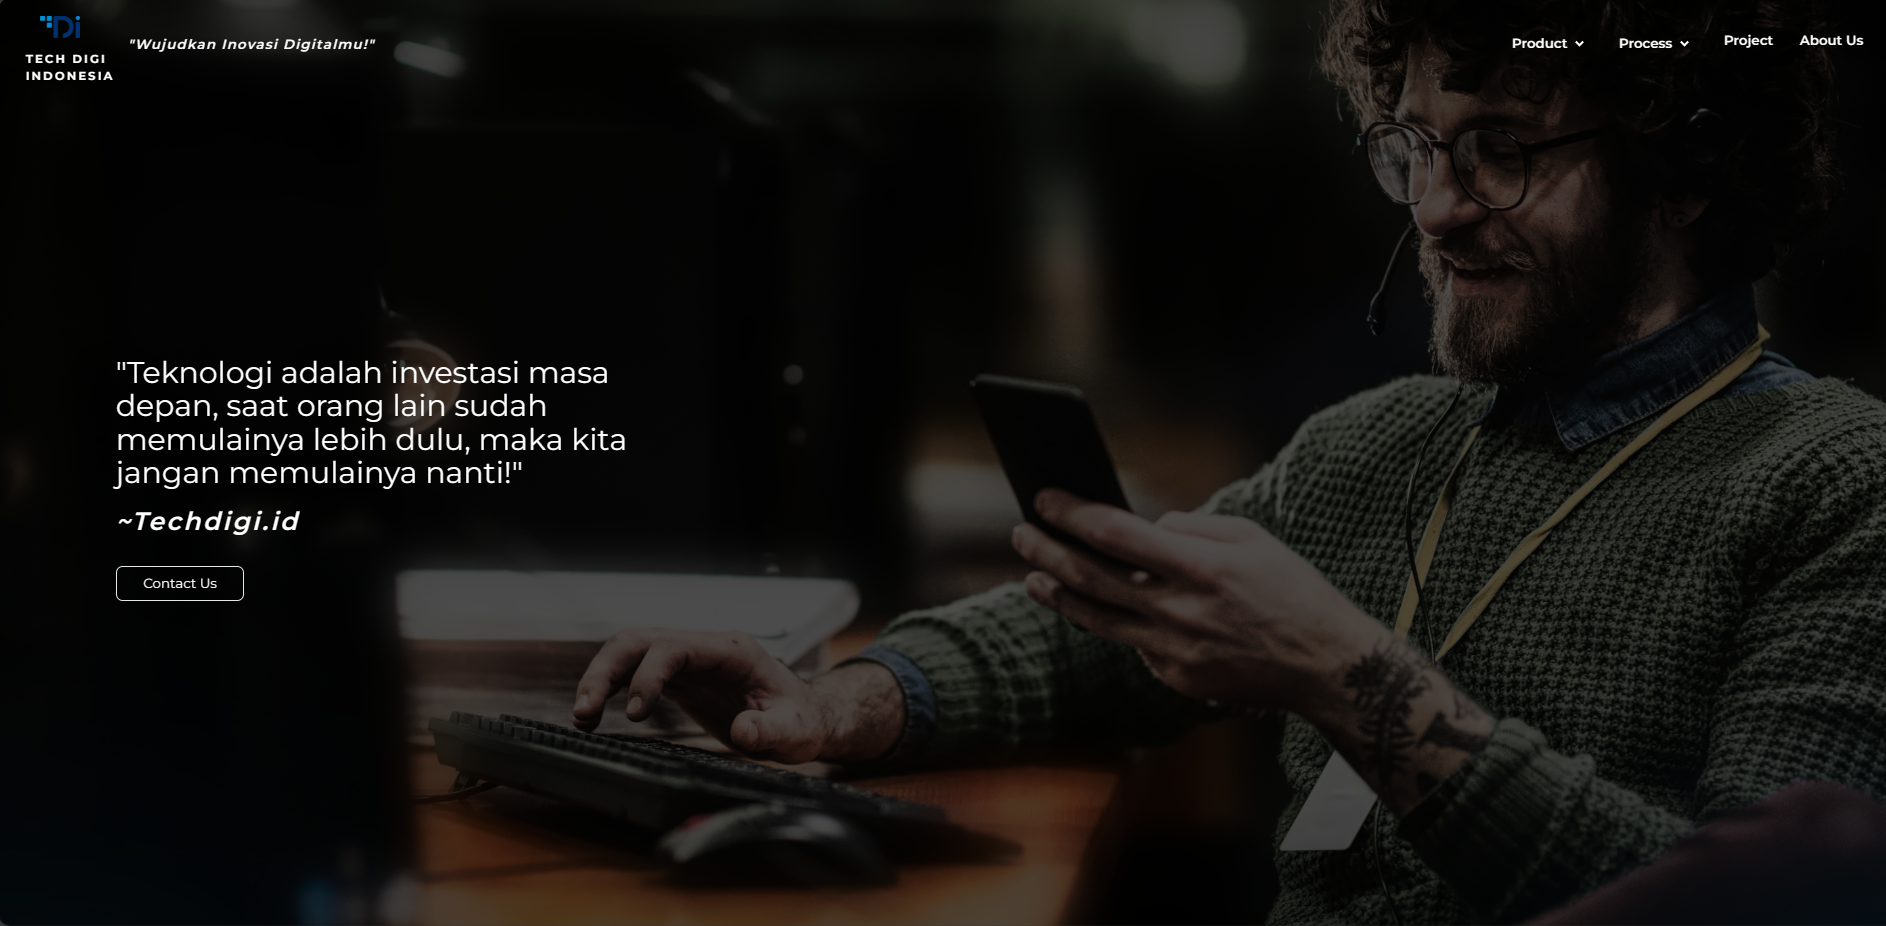 Di
TECH DIGI
INDONESIA
"Wujudkan Inovasi Digitalmu!"
Product
Process
Project
About Us
"Teknologi adalah investasi masa
depan, saat orang lain sudah
memulainya lebih dulu, maka kita
jangan memulainya nanti!"
~Techdigi.id
Contact Us